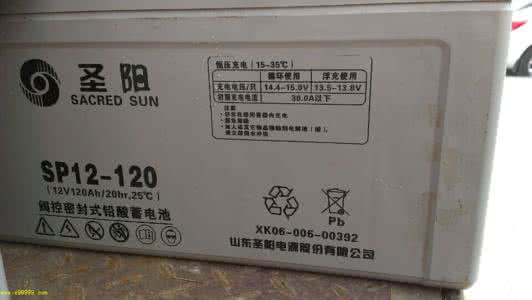 圣阳
SACRED SUN
恒压充电(15-35℃)
循环使用 浮充使用
充电电压/只 14.4-15.0V 13.5-13.8V
初期充电电流 30.0A以下
注意
SP12-120
(12V120Ah/20hr,25℃)
阀控密封式铅酸蓄电池
Pb
XK06-006-00392
山东圣阳电源股份有限公司